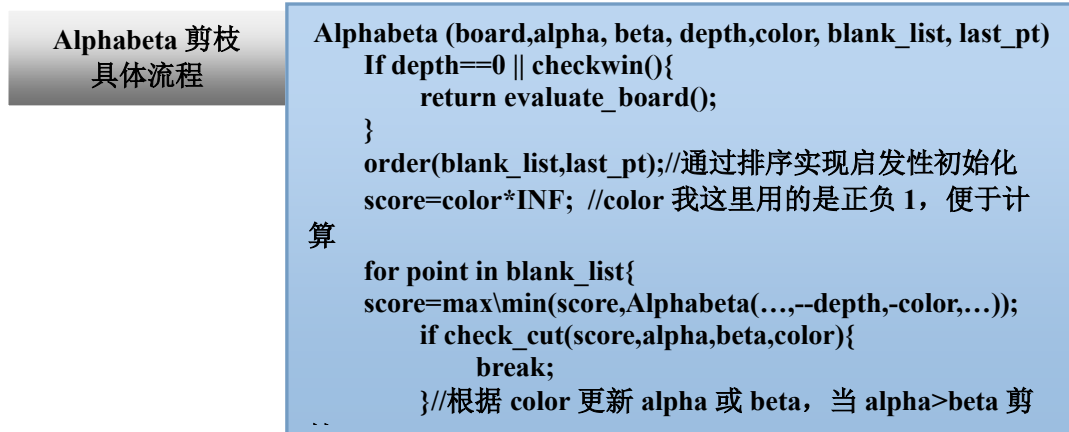 Alphabeta 剪枝
具体流程
Alphabeta (board,alpha, beta, depth,color, blank_list, last_pt)
If depth==0 || checkwin(){
return evaluate_board();
}
order(blank_list,last_pt);//通过排序实现启发性初始化
score=color*INF; //color 我这里用的是正负 1，便于计
算
for point in blank_list{
score=max\min(score,Alphabeta(…,--depth,-color,…));
if check_cut(score,alpha,beta,color){
break;
}//根据 color 更新 alpha 或 beta，当 alpha>beta 剪